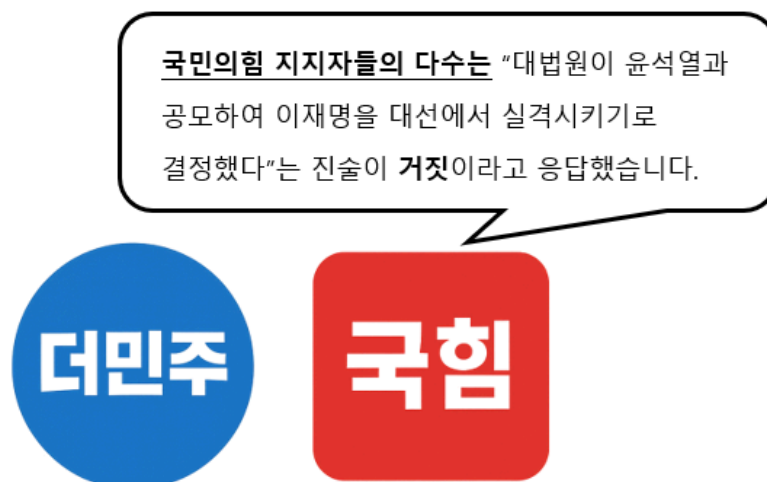 국민의힘 지지자들의 다수는 "대법원이 윤석열과
공모하여 이재명을 대선에서 실격시키기로
결정했다"는 진술이 거짓이라고 응답했습니다.
더민주
국힘